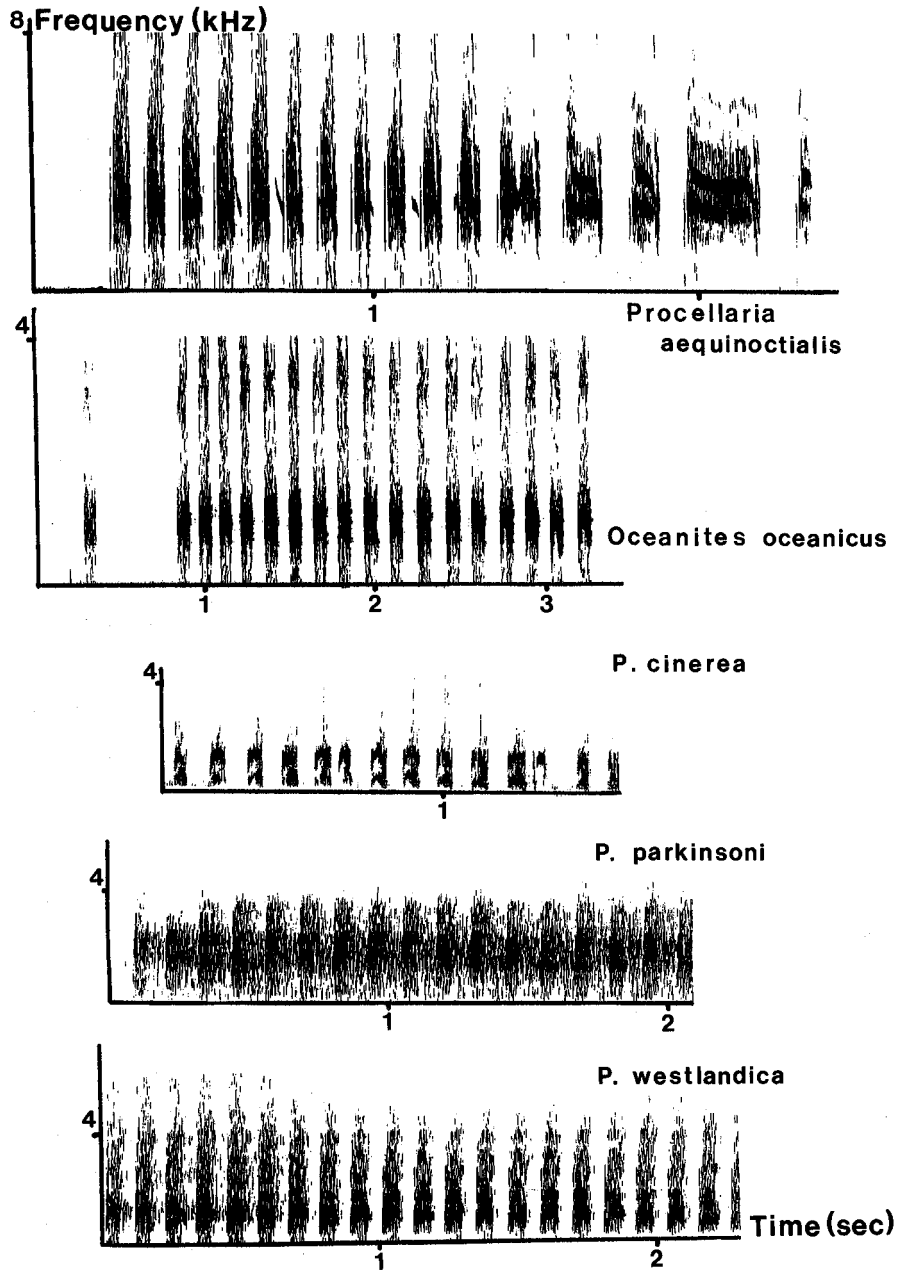 8 Frequency (kHz)
1
Procellaria
aequinoctialis
4
Oceanites oceanicus
1 2 3
P. cinerea
4
1
P. parkinsoni
4
1 2
P. westlandica
4
Time (sec)
1 2